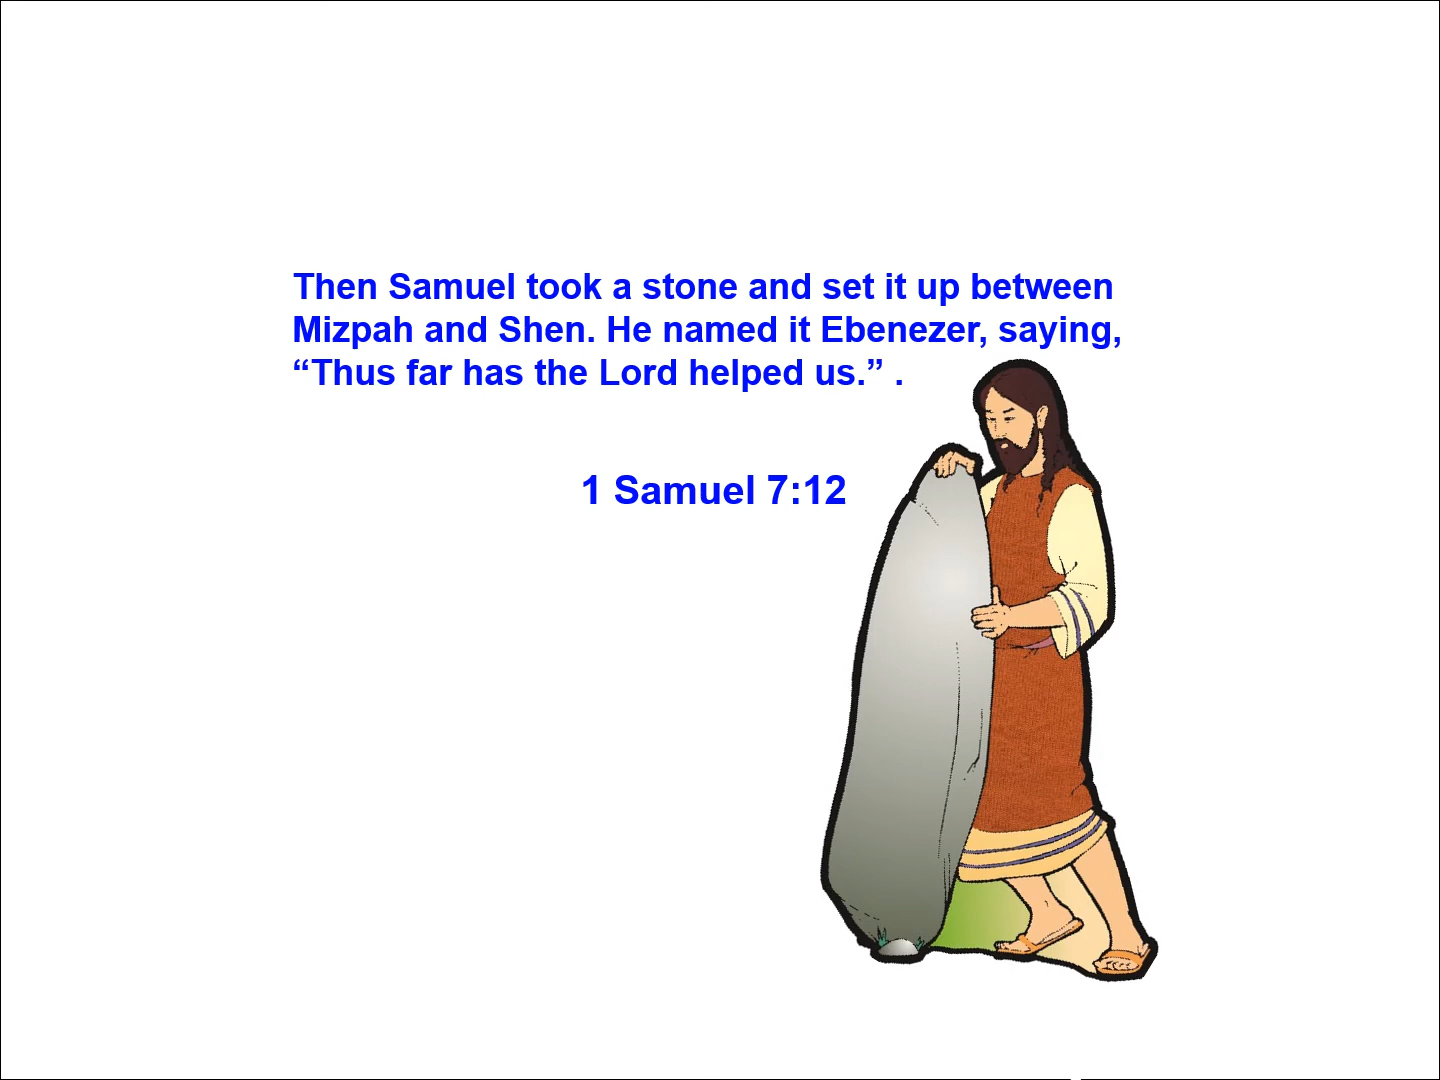 Then Samuel took a stone and set it up between
Mizpah and Shen. He named it Ebenezer, saying,
“Thus far has the Lord helped us.” .
1 Samuel 7:12